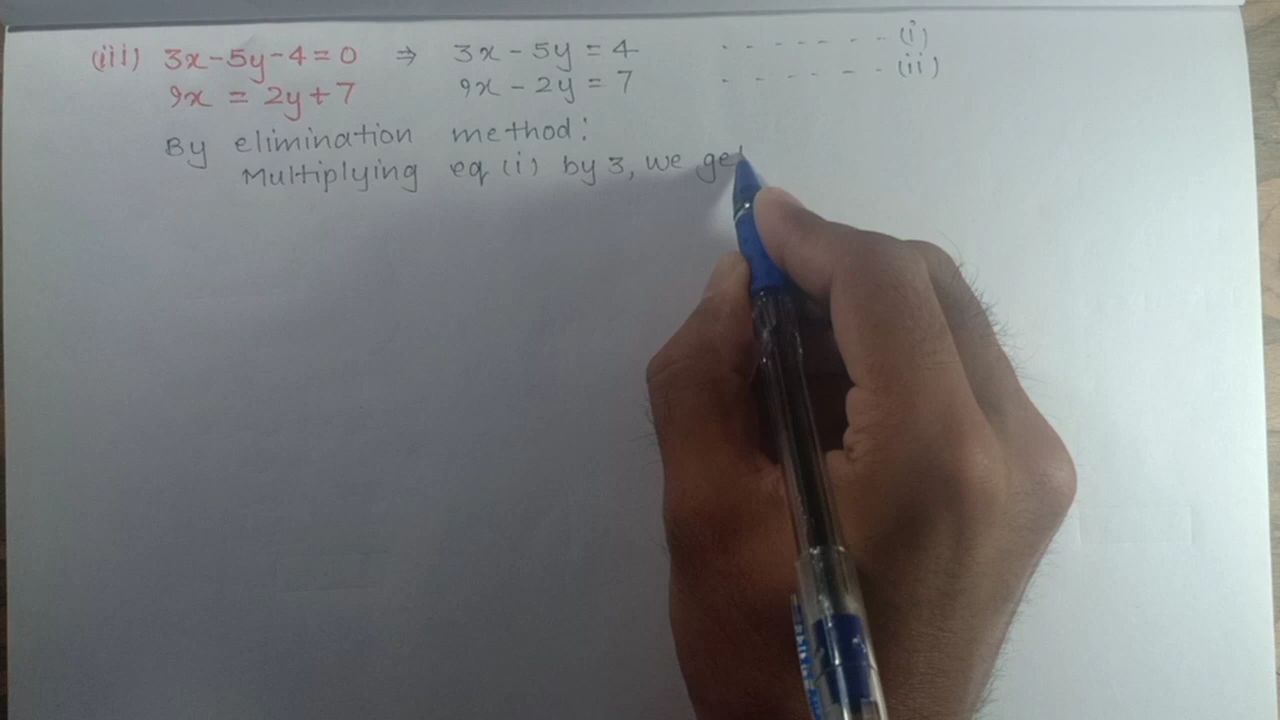 (iii) 3x-5y-4=0 ⇒ 3x-5y=4 ------- (i)
9x = 2y+7 9x-2y=7 ------- (ii)
By elimination method:
Multiplying eq (i) by 3, we get